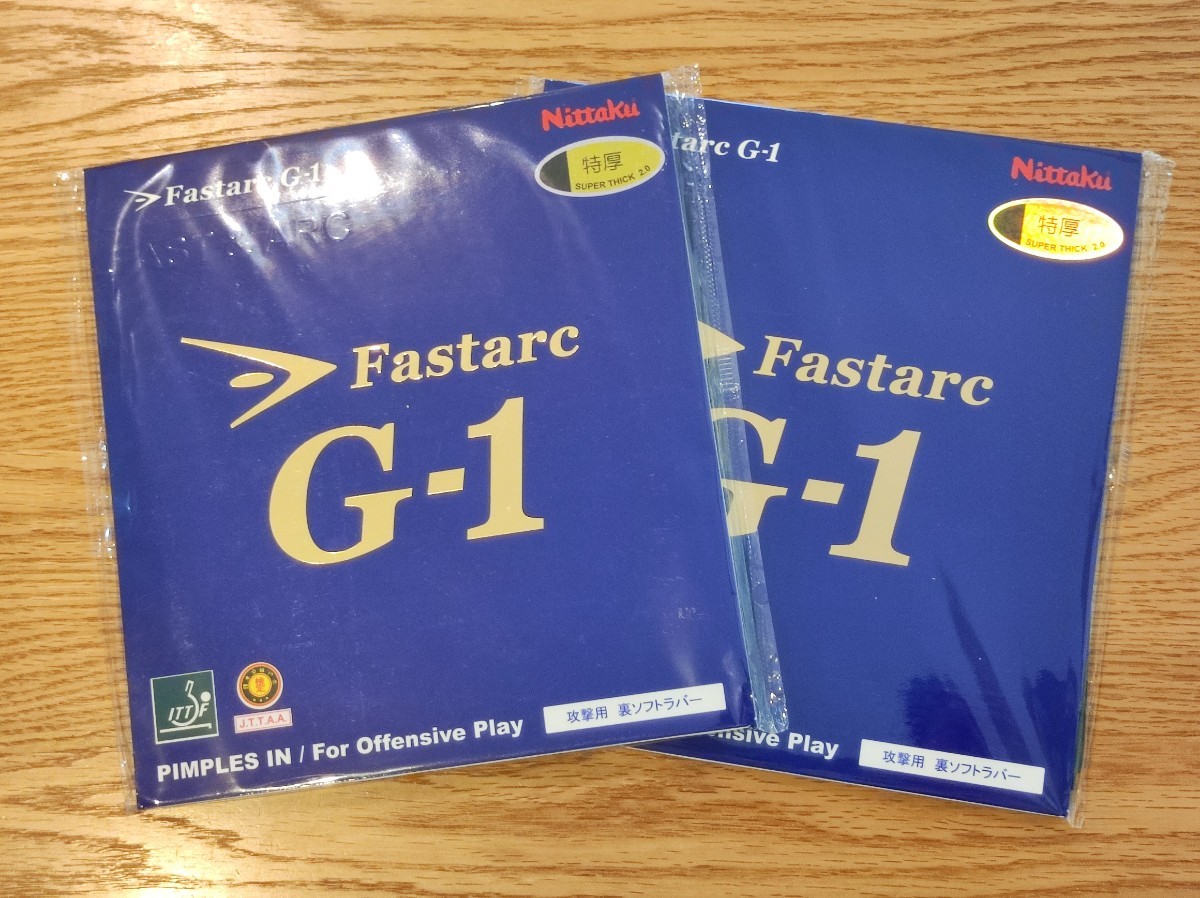 Nittaku
特厚
SUPER THICK 2.0
Fastarc G-1
Fastarc
G-1
ITTF
J.T.T.A.A.
PIMPLES IN / For Offensive Play
攻撃用 裏ソフトラバー
Nittaku
特厚
SUPER THICK 2.0
G-1
Fastarc
G-1
Play
攻撃用 裏ソフトラバー